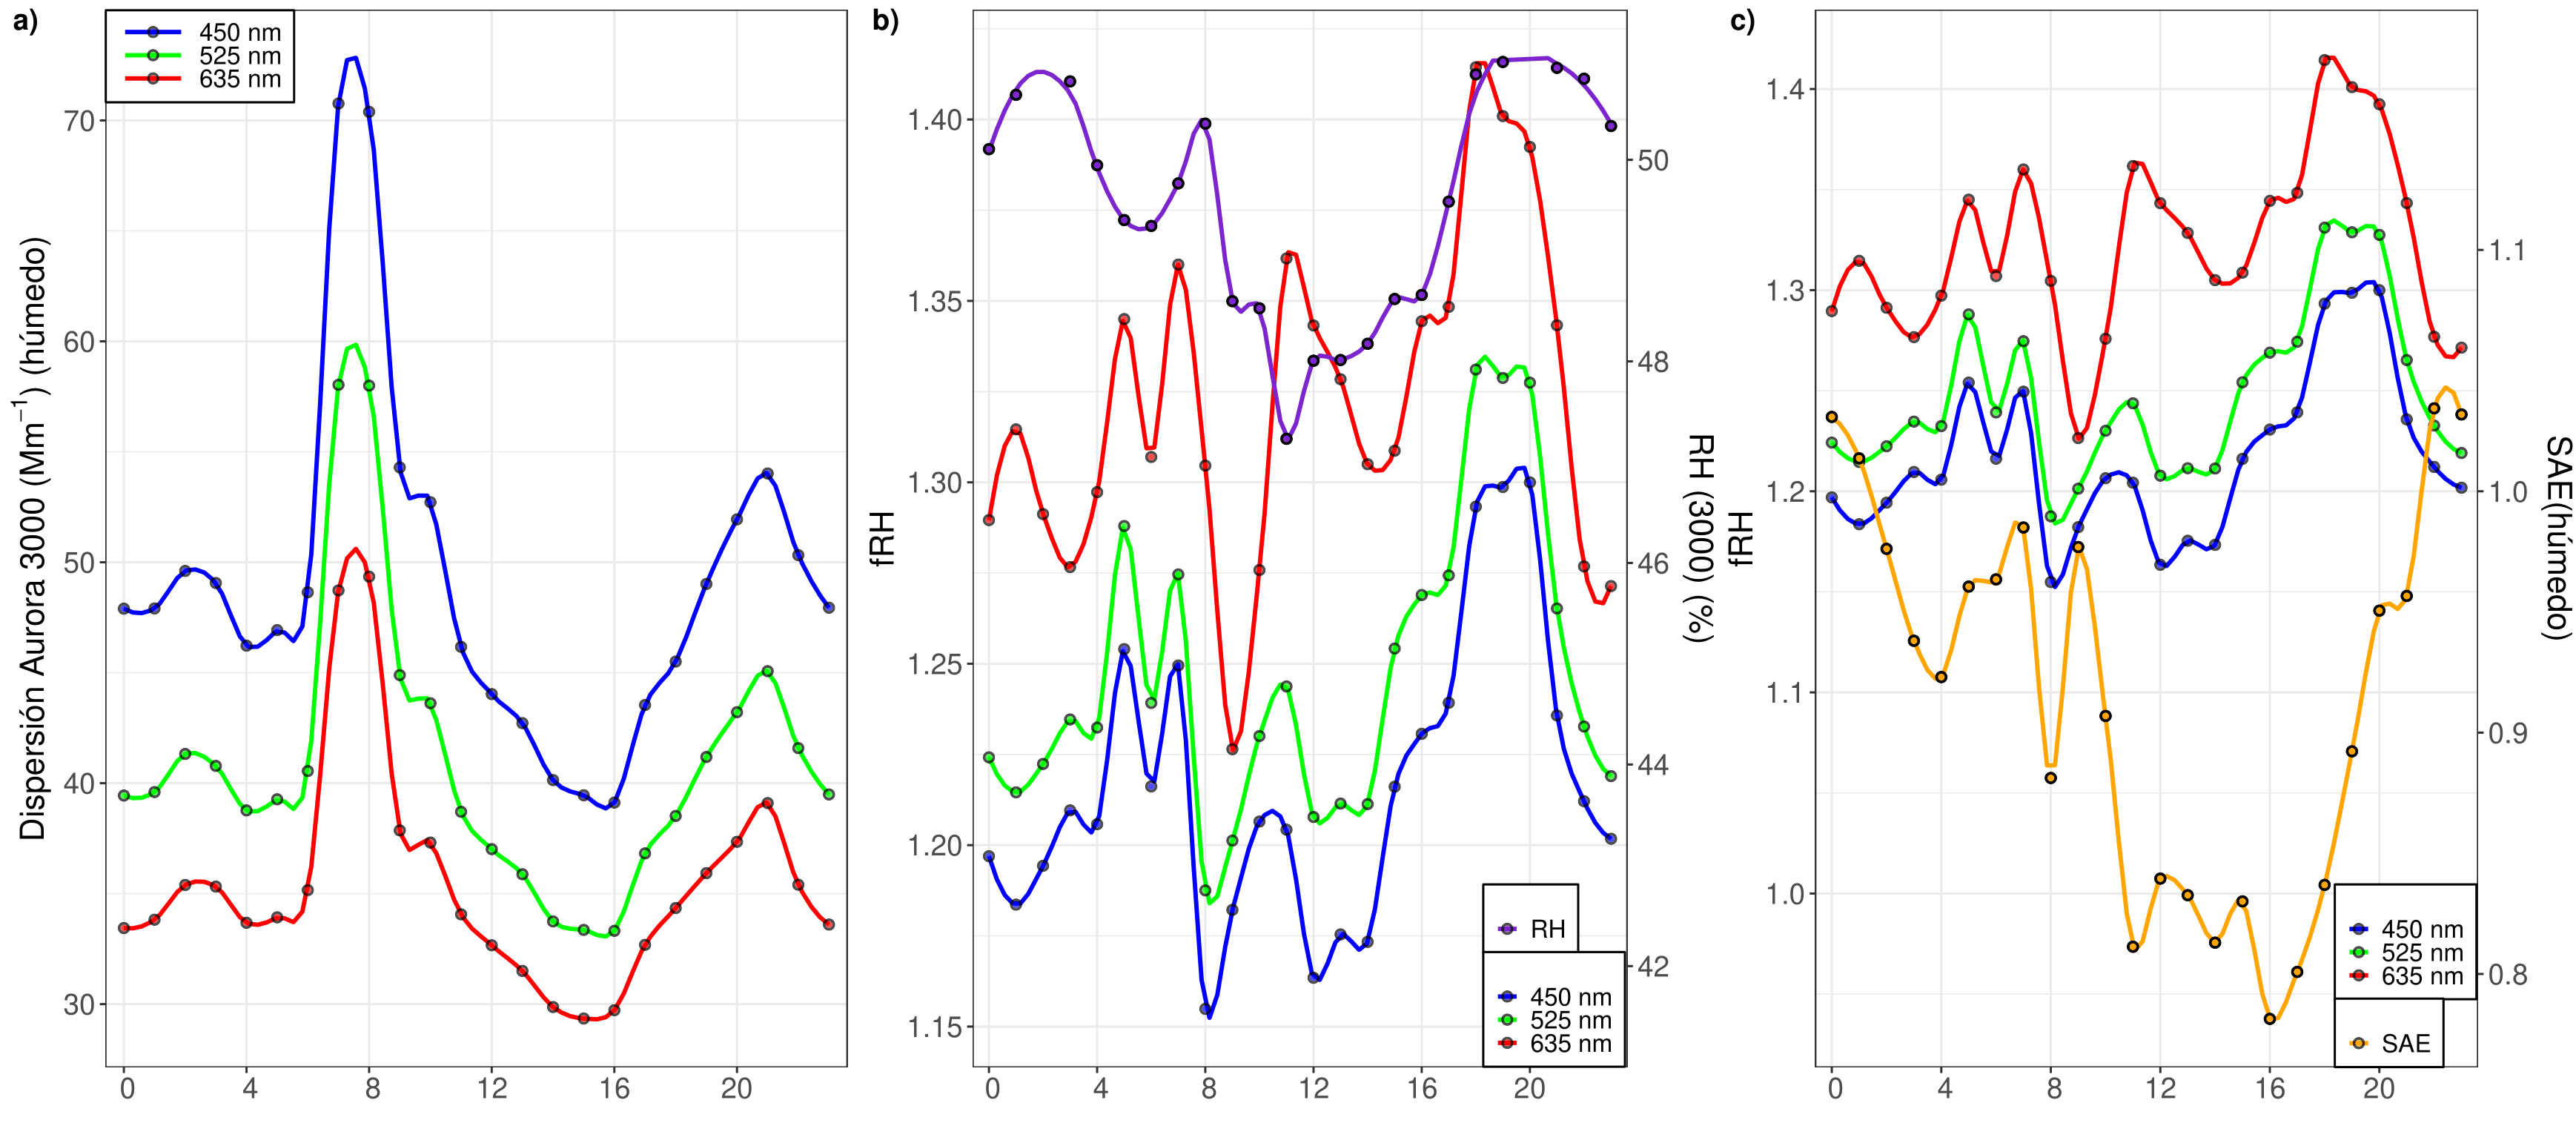 a)
450 nm
525 nm
635 nm
Dispersión Aurora 3000 (Mm⁻¹) (húmedo)
70
60
50
40
30
0 4 8 12 16 20
b)
fRH
1.40
1.35
1.30
1.25
1.20
1.15
0 4 8 12 16 20
50
48
46
44
42
RH (3000) (%)
RH
450 nm
525 nm
635 nm
c)
fRH
1.4
1.3
1.2
1.1
1.0
0 4 8 12 16 20
1.1
1.0
0.9
0.8
SAE(húmedo)
450 nm
525 nm
635 nm
SAE